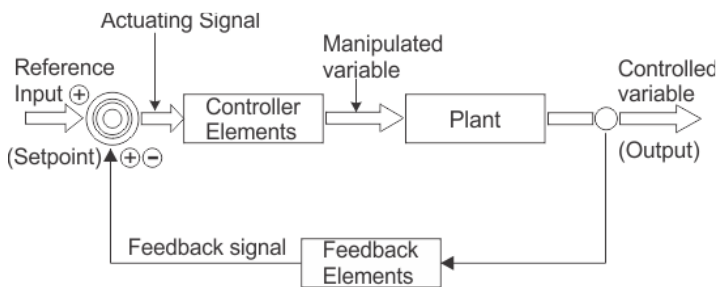 Actuating Signal
Manipulated
variable
Reference
Input +
Controlled
variable
Controller
Elements
Plant
(Setpoint) + −
(Output)
Feedback signal
Feedback
Elements